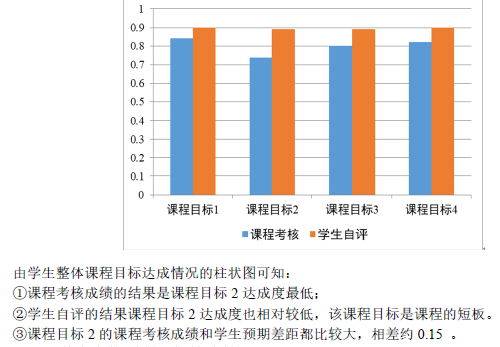 1
0.9
0.8
0.7
0.6
0.5
0.4
0.3
0.2
0.1
0
课程目标1 课程目标2 课程目标3 课程目标4
课程考核 学生自评
由学生整体课程目标达成情况的柱状图可知：
①课程考核成绩的结果是课程目标 2 达成度最低；
②学生自评的结果课程目标 2 达成度也相对较低，该课程目标是课程的短板。
③课程目标 2 的课程考核成绩和学生预期差距都比较大，相差约 0.15 。